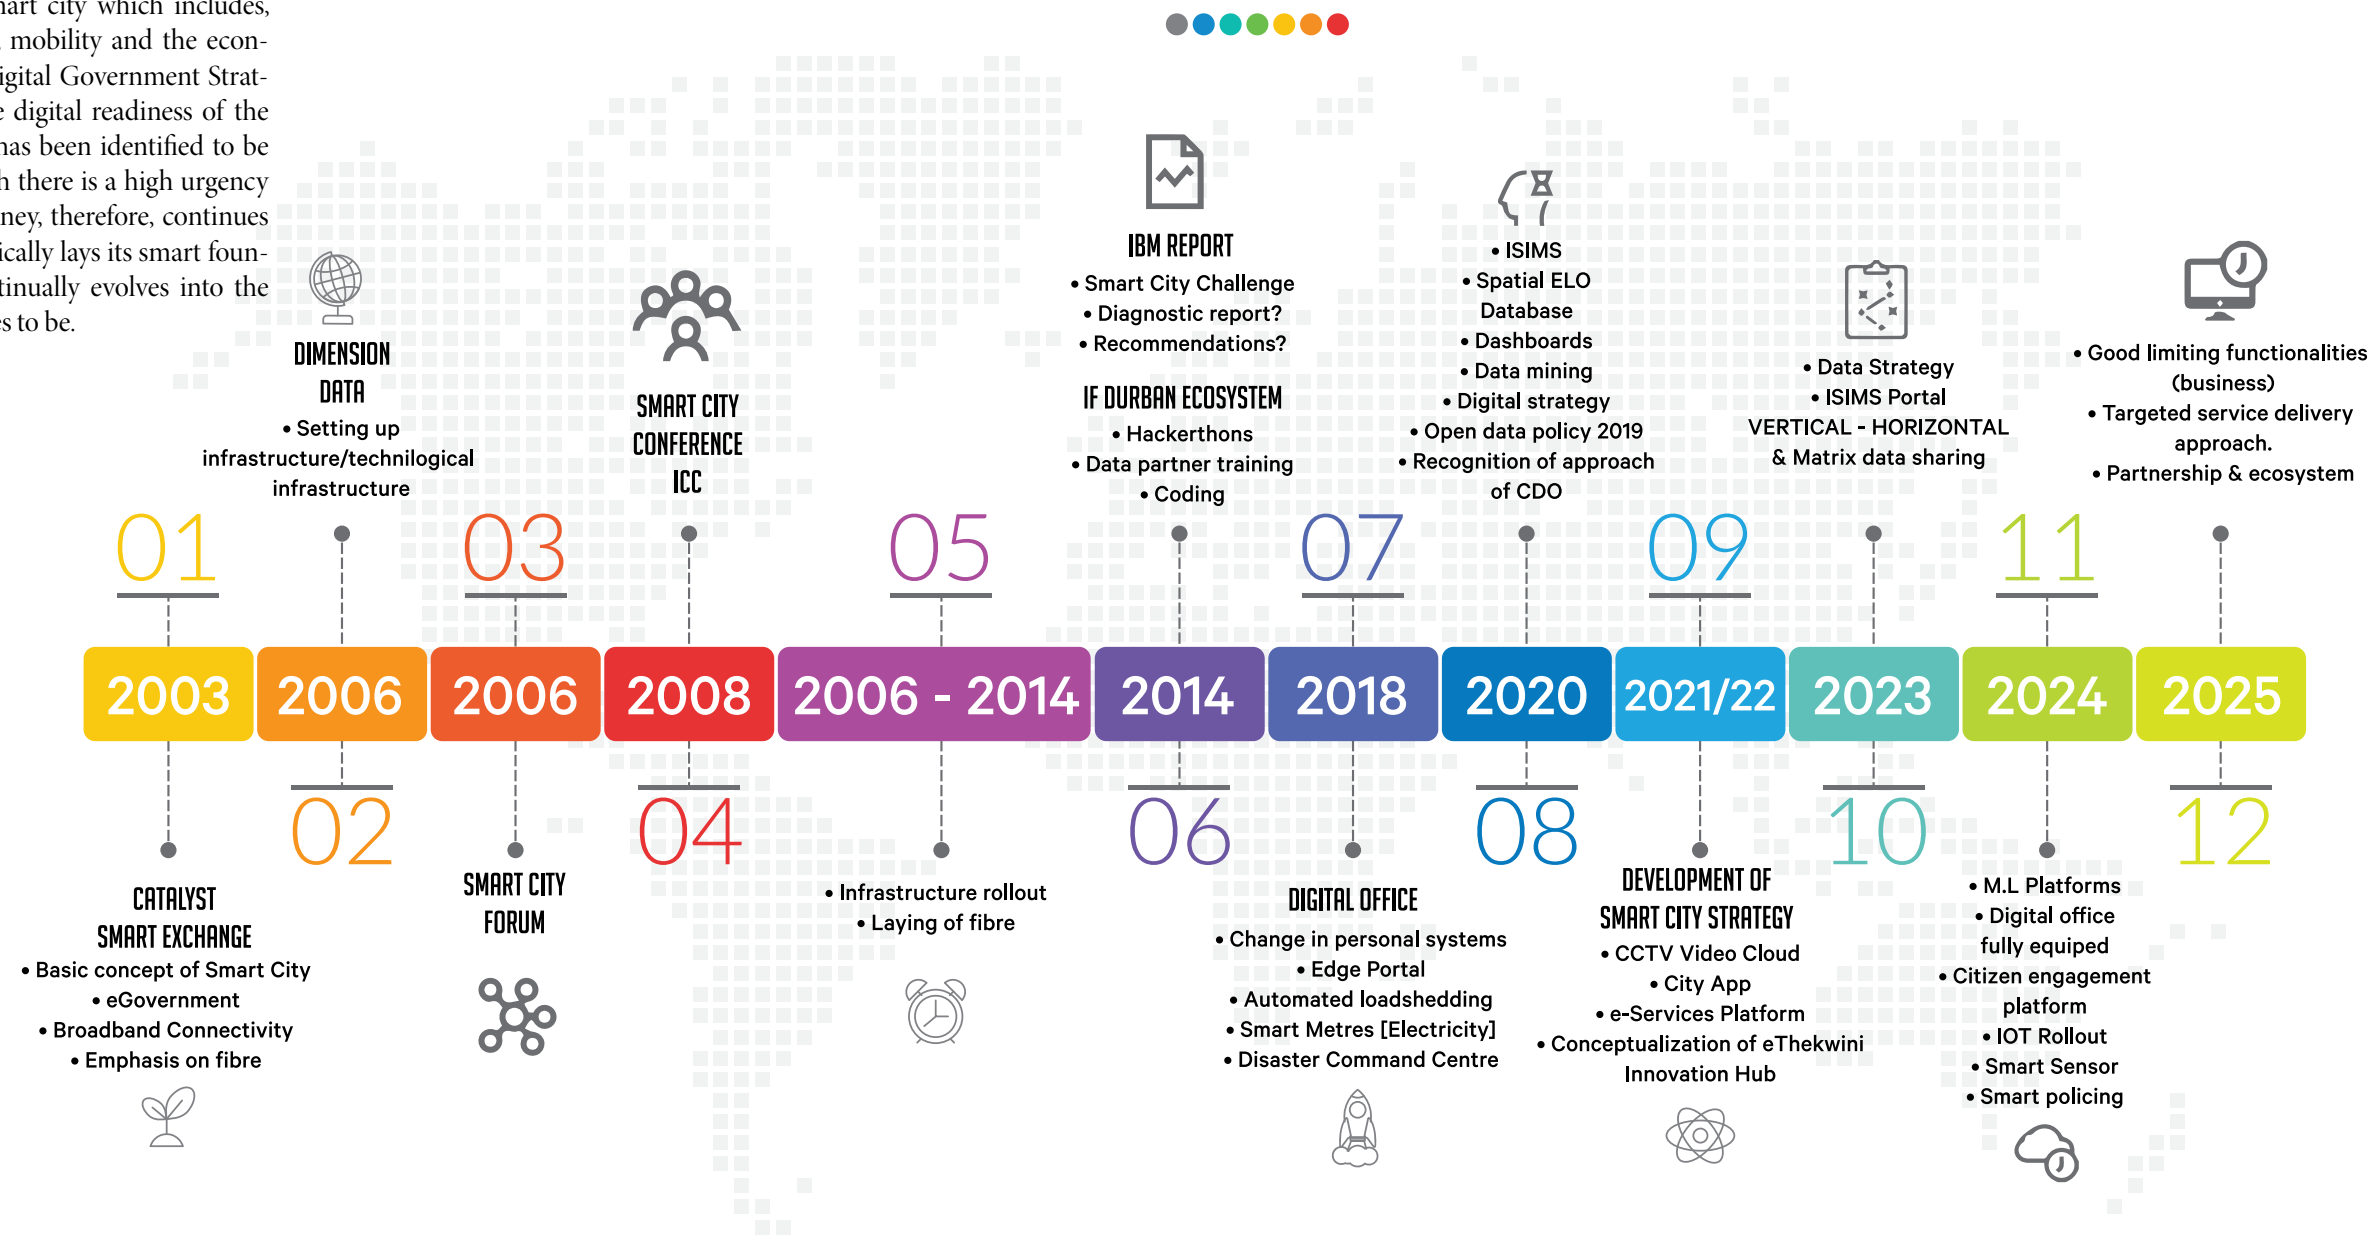 mart city which includes,
mobility and the econ-
igital Government Strat-
e digital readiness of the
has been identified to be
h there is a high urgency
ney, therefore, continues
ically lays its smart foun-
tinually evolves into the
es to be.
DIMENSION
DATA
• Setting up
infrastructure/technilogical
infrastructure
SMART CITY
CONFERENCE
ICC
IBM REPORT
• Smart City Challenge
• Diagnostic report?
• Recommendations?
IF DURBAN ECOSYSTEM
• Hackerthons
• Data partner training
• Coding
• ISIMS
• Spatial ELO
Database
• Dashboards
• Data mining
• Digital strategy
• Open data policy 2019
• Recognition of approach
of CDO
• Data Strategy
• ISIMS Portal
VERTICAL - HORIZONTAL
& Matrix data sharing
• Good limiting functionalities
(business)
• Targeted service delivery
approach.
• Partnership & ecosystem
01
03
05
07
09
11
2003
2006
2006
2008
2006 - 2014
2014
2018
2020
2021/22
2023
2024
2025
02
04
06
08
10
12
CATALYST
SMART EXCHANGE
• Basic concept of Smart City
• eGovernment
• Broadband Connectivity
• Emphasis on fibre
SMART CITY
FORUM
• Infrastructure rollout
• Laying of fibre
DIGITAL OFFICE
• Change in personal systems
• Edge Portal
• Automated loadshedding
• Smart Metres [Electricity]
• Disaster Command Centre
DEVELOPMENT OF
SMART CITY STRATEGY
• CCTV Video Cloud
• City App
• e-Services Platform
• Conceptualization of eThekwini
Innovation Hub
• M.L Platforms
• Digital office
fully equiped
• Citizen engagement
platform
• IOT Rollout
• Smart Sensor
• Smart policing